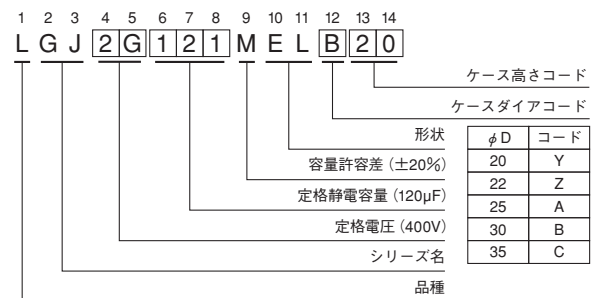 1 2 3 4 5 6 7 8 9 10 11 12 13 14
L G J 2 G 1 2 1 M E L B 2 0
ケース高さコード
ケースダイアコード
形状
容量許容差 (±20%)
定格静電容量 (120µF)
定格電圧 (400V)
シリーズ名
品種
φD コード
20 Y
22 Z
25 A
30 B
35 C